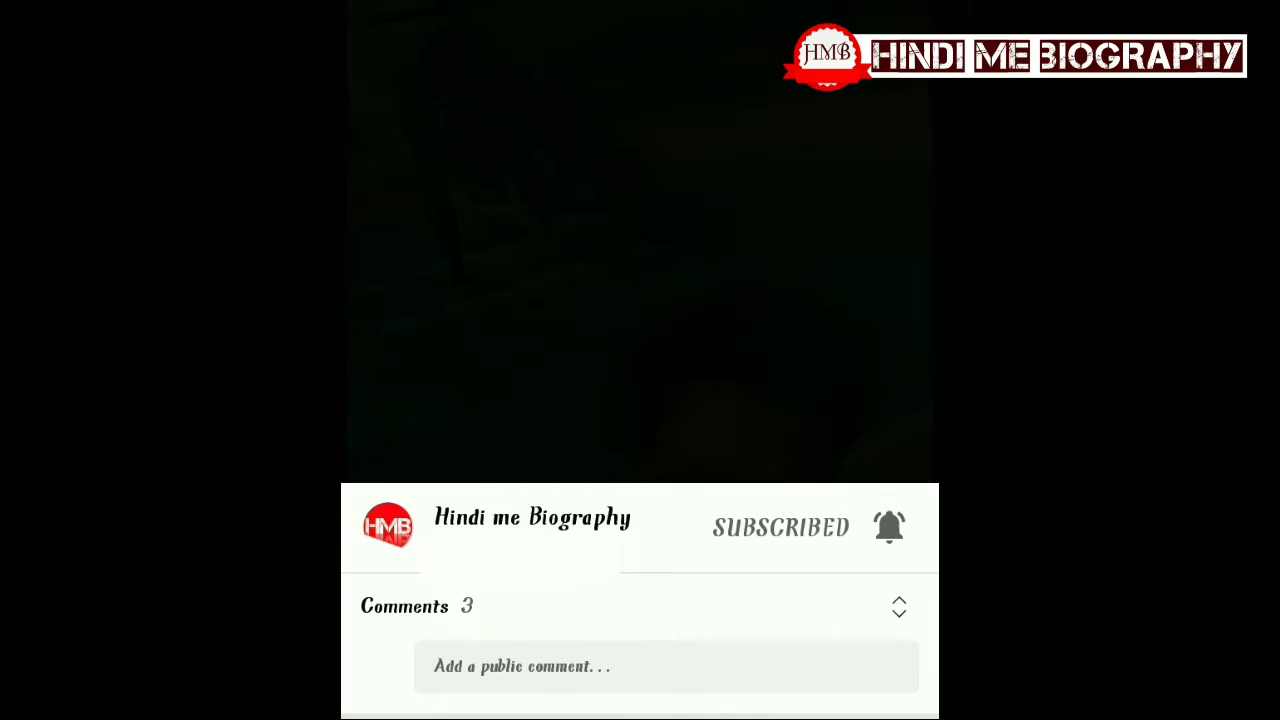 HMB HINDI ME BIOGRAPHY
HMB Hindi me Biography SUBSCRIBED
Comments 3
Add a public comment...